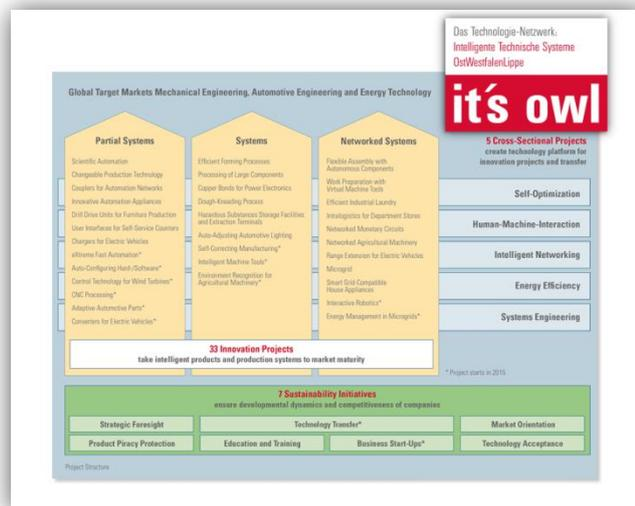 Das Technologie-Netzwerk:
Intelligente Technische Systeme
OstWestfalenLippe
it's owl
Global Target Markets Mechanical Engineering, Automotive Engineering and Energy Technology
Partial Systems
Scientific Automation
Changeable Production Technology
Couplers for Automation Networks
Innovative Automation Appliances
Drill Drive Units for Furniture Production
User Interfaces for Self-Service Counters
Chargers for Electric Vehicles
eXtreme Fast Automation*
Auto-Configuring Hard-/Software*
Control Technology for Wind Turbines*
CNC Processing*
Adaptive Automotive Parts*
Converters for Electric Vehicles*
Systems
Efficient Forming Processes
Processing of Large Components
Copper Bonds for Power Electronics
Dough-Kneading Process
Hazardous Substances Storage Facilities
and Extraction Terminals
Auto-Adjusting Automotive Lighting
Self-Correcting Manufacturing*
Intelligent Machine Tools*
Environment Recognition for
Agricultural Machinery*
Networked Systems
Flexible Assembly with
Autonomous Components
Work Preparation with
Virtual Machine Tools
Efficient Industrial Laundry
Intralogistics for Department Stores
Networked Monetary Circuits
Networked Agricultural Machinery
Range Extension for Electric Vehicles
Microgrid
Smart Grid-Compatible
House Appliances
Interactive Robotics*
Energy Management in Microgrids*
5 Cross-Sectional Projects
create technology platform for
innovation projects and transfer
Self-Optimization
Human-Machine-Interaction
Intelligent Networking
Energy Efficiency
Systems Engineering
33 Innovation Projects
take intelligent products and production systems to market maturity
* Project starts in 2015
7 Sustainability Initiatives
ensure developmental dynamics and competitiveness of companies
Strategic Foresight
Technology Transfer*
Market Orientation
Product Piracy Protection
Education and Training
Business Start-Ups*
Technology Acceptance
Project Structure